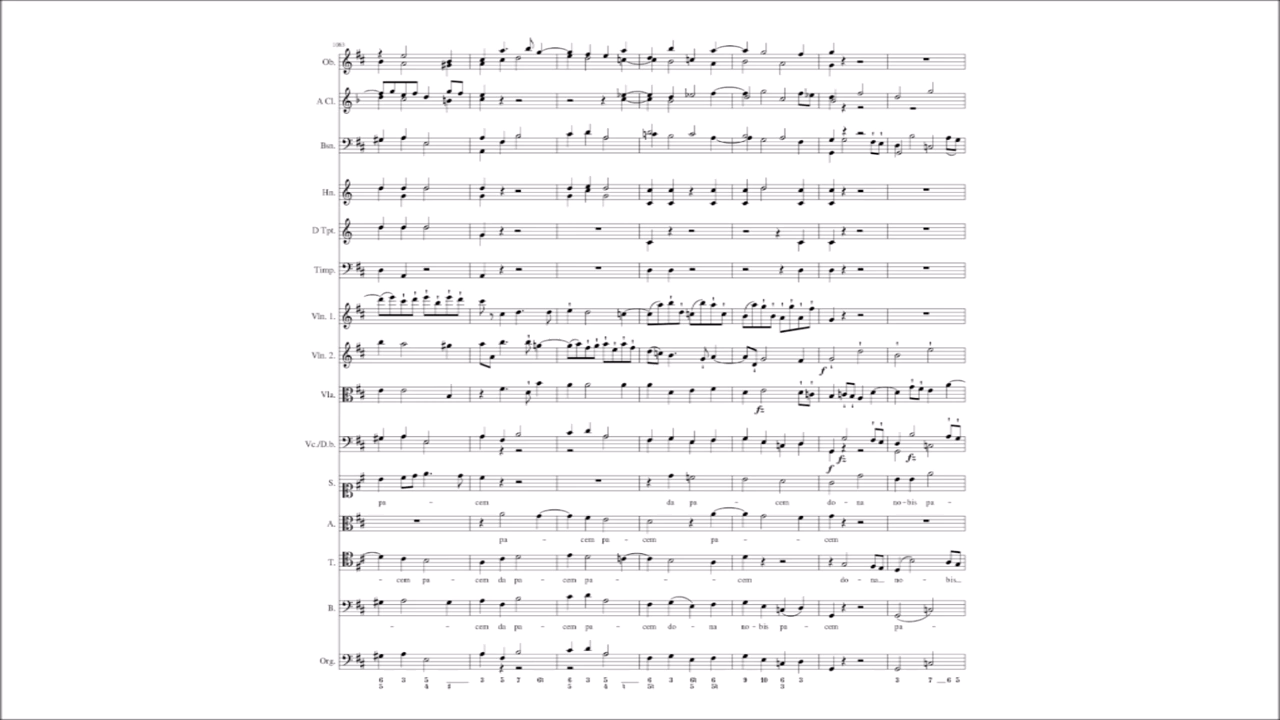 Ob.
A Cl.
Bsn.
Hn.
D Tpt.
Timp.
Vln. 1.
Vln. 2.
f
Vla.
f
Vc./D.b.
f f f
S.
pa - cem da pa - cem do - na no - bis pa -
A.
pa - cem pa - cem pa - cem
T.
- cem pa - cem da pa - cem pa - - cem do - na no - bis
B.
- - cem da pa - cem pa - cem do - na no - bis pa - cem pa -
Org.